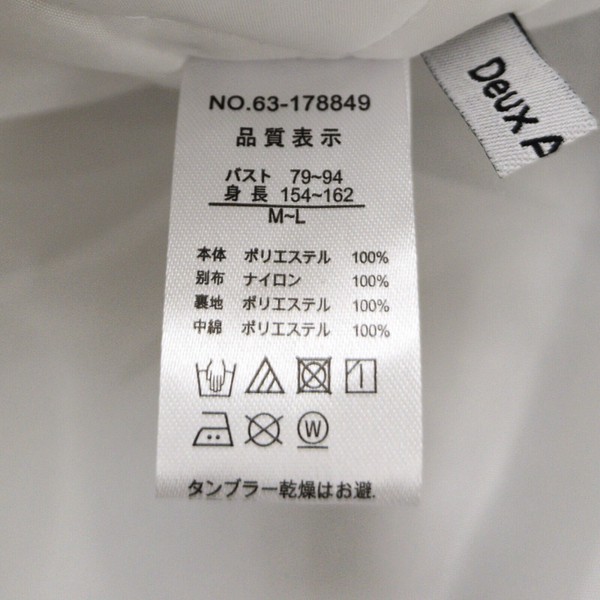 NO.63-178849
品質表示
バスト 79~94
身長 154~162
M~L
本体 ポリエステル 100%
別布 ナイロン 100%
裏地 ポリエステル 100%
中綿 ポリエステル 100%
W
タンブラー乾燥はお避.
Deux A